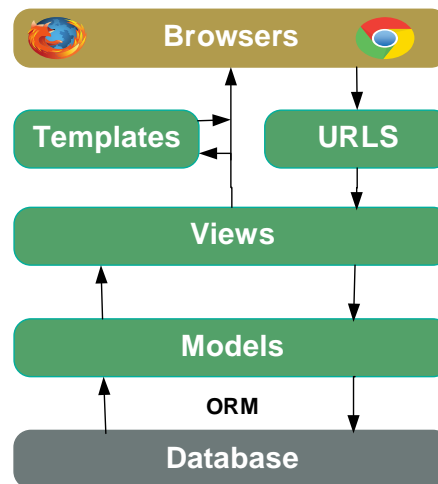 Browsers
Templates
URLS
Views
Models
ORM
Database